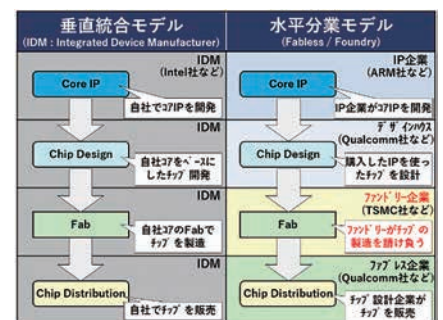 垂直統合モデル
(IDM : Integrated Device Manufacturer)
水平分業モデル
(Fabless / Foundry)
IDM
(Intel社など)
Core IP
自社でコアIPを開発
IP企業
(ARM社など)
Core IP
IP企業がコアIPを開発
IDM
Chip Design
自社コアをベースに
したチップ開発
デザインハウス
(Qualcomm社など)
Chip Design
購入したIPを使っ
たチップを設計
IDM
Fab
自社コアのFabで
チップを製造
ファンドリー企業
(TSMC社など)
Fab
ファンドリーがチップの
製造を請け負う
IDM
Chip Distribution
自社でチップを販売
ファブレス企業
(Qualcomm社など)
Chip Distribution
チップ設計企業が
チップを販売